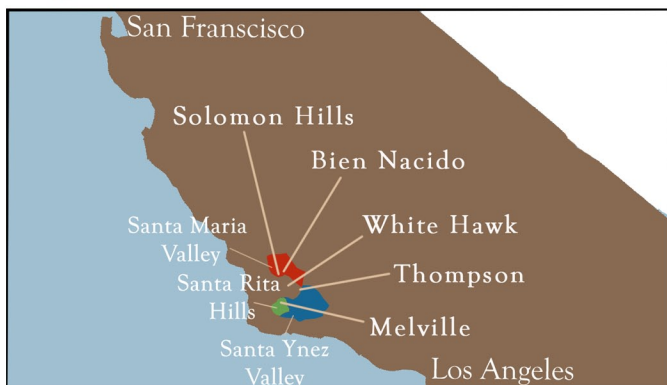 San Franscisco
Solomon Hills
Bien Nacido
Santa Maria
Valley
White Hawk
Santa Rita
Hills
Thompson
Melville
Santa Ynez
Valley
Los Angeles